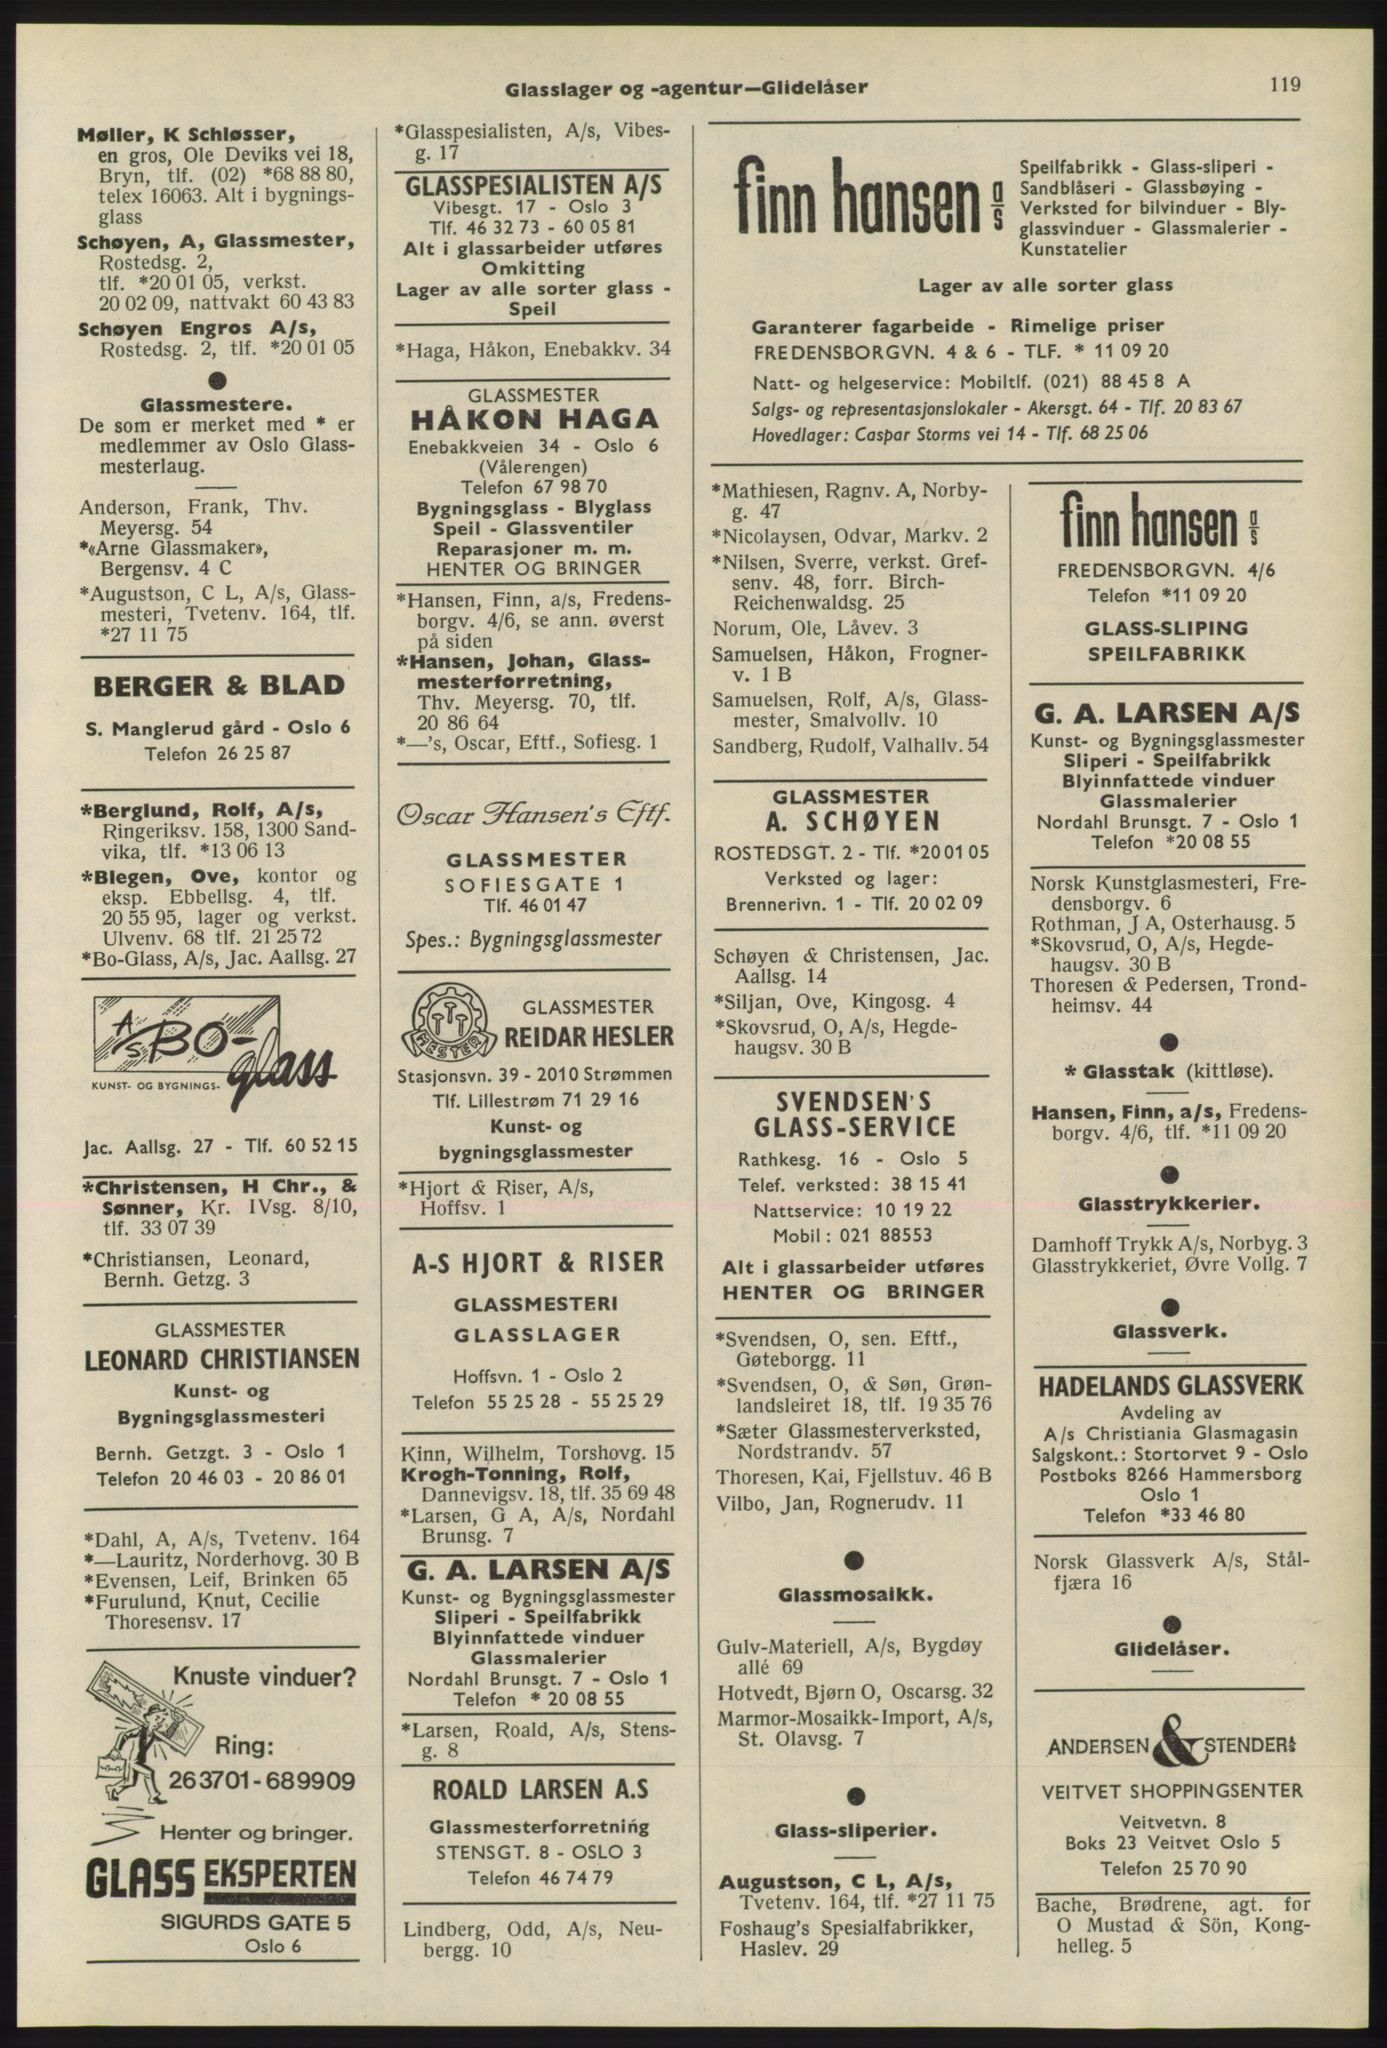 Glasslager og -agentur—Glidelåser
119
Møller, K Schløsser,
en gros, Ole Deviks vei 18,
Bryn, tlf. (02) *68 88 80,
telex 16063. Alt i bygnings-
glass
Schøyen, A, Glassmester,
Rostedsg. 2,
tlf. *20 01 05, verkst.
20 02 09, nattvakt 60 43 83
Schøyen Engros A/s,
Rostedsg. 2, tlf. *20 01 05
●
Glassmestere.
De som er merket med * er
medlemmer av Oslo Glass-
mesterlaug.
Anderson, Frank, Thv.
Meyersg. 54
*«Arne Glassmaker»,
Bergensv. 4 C
*Augustson, C L, A/s, Glass-
mesteri, Tvetenv. 164, tlf.
*27 11 75
BERGER & BLAD
S. Manglerud gård - Oslo 6
Telefon 26 25 87
*Berglund, Rolf, A/s,
Ringeriksv. 158, 1300 Sand-
vika, tlf. *13 06 13
*Blegen, Ove, kontor og
eksp. Ebbellsg. 4, tlf.
20 55 95, lager og verkst.
Ulvenv. 68 tlf. 21 25 72
*Bo-Glass, A/s, Jac. Aallsg. 27
A/S BO-glass
KUNST- OG BYGNINGS-
Jac. Aallsg. 27 - Tlf. 60 52 15
*Christensen, H Chr., &
Sønner, Kr. IVsg. 8/10,
tlf. 33 07 39
*Christiansen, Leonard,
Bernh. Getzg. 3
GLASSMESTER
LEONARD CHRISTIANSEN
Kunst- og
Bygningsglassmesteri
Bernh. Getzgt. 3 - Oslo 1
Telefon 20 46 03 - 20 86 01
*Dahl, A, A/s, Tvetenv. 164
*—Lauritz, Norderhovg. 30 B
*Evensen, Leif, Brinken 65
*Furulund, Knut, Cecilie
Thoresensv. 17
Knuste vinduer?
Ring:
263701-689909
Henter og bringer.
GLASS EKSPERTEN
SIGURDS GATE 5
Oslo 6
*Glasspesialisten, A/s, Vibes-
g. 17
GLASSPESIALISTEN A/S
Vibesgt. 17 - Oslo 3
Tlf. 46 32 73 - 60 05 81
Alt i glassarbeider utføres
Omkitting
Lager av alle sorter glass -
Speil
*Haga, Håkon, Enebakkv. 34
GLASSMESTER
HÅKON HAGA
Enebakkveien 34 - Oslo 6
(Vålerengen)
Telefon 67 98 70
Bygningsglass - Blyglass
Speil - Glassventiler
Reparasjoner m. m.
HENTER OG BRINGER
*Hansen, Finn, a/s, Fredens-
borgv. 4/6, se ann. øverst
på siden
*Hansen, Johan, Glass-
mesterforretning,
Thv. Meyersg. 70, tlf.
20 86 64
*—'s, Oscar, Eftf., Sofiesg. 1
Oscar Hansen's Eftf.
GLASSMESTER
SOFIESGATE 1
Tlf. 46 01 47
Spes.: Bygningsglassmester
MESTER
GLASSMESTER
REIDAR HESLER
Stasjonsvn. 39 - 2010 Strømmen
Tlf. Lillestrøm 71 29 16
Kunst- og
bygningsglassmester
*Hjort & Riser, A/s,
Hoffsv. 1
A-S HJORT & RISER
GLASSMESTERI
GLASSLAGER
Hoffsvn. 1 - Oslo 2
Telefon 55 25 28 - 55 25 29
Kinn, Wilhelm, Torshovg. 15
Krogh-Tonning, Rolf,
Dannevigsv. 18, tlf. 35 69 48
*Larsen, G A, A/s, Nordahl
Brunsg. 7
G. A. LARSEN A/S
Kunst- og Bygningsglassmester
Sliperi - Speilfabrikk
Blyinnfattede vinduer
Glassmalerier
Nordahl Brunsgt. 7 - Oslo 1
Telefon * 20 08 55
*Larsen, Roald, A/s, Stens-
g. 8
ROALD LARSEN A.S
Glassmesterforretning
STENSGT. 8 - OSLO 3
Telefon 46 74 79
Lindberg, Odd, A/s, Neu-
bergg. 10
finn hansen a/s
Speilfabrikk - Glass-sliperi -
Sandblåseri - Glassbøying -
Verksted for bilvinduer - Bly-
glassvinduer - Glassmalerier -
Kunstatelier
Lager av alle sorter glass
Garanterer fagarbeide - Rimelige priser
FREDENSBORGVN. 4 & 6 - TLF. * 11 09 20
Natt- og helgeservice: Mobiltlf. (021) 88 45 8 A
Salgs- og representasjonslokaler - Akersgt. 64 - Tlf. 20 83 67
Hovedlager: Caspar Storms vei 14 - Tlf. 68 25 06
*Mathiesen, Ragnv. A, Norby-
g. 47
*Nicolaysen, Odvar, Markv. 2
*Nilsen, Sverre, verkst. Gref-
senv. 48, forr. Birch-
Reichenwaldsg. 25
Norum, Ole, Låvev. 3
Samuelsen, Håkon, Frogner-
v. 1 B
Samuelsen, Rolf, A/s, Glass-
mester, Smalvollv. 10
Sandberg, Rudolf, Valhallv. 54
GLASSMESTER
A. SCHØYEN
ROSTEDSGT. 2 - Tlf. *20 01 05
Verksted og lager:
Brennerivn. 1 - Tlf. 20 02 09
Schøyen & Christensen, Jac.
Aallsg. 14
*Siljan, Ove, Kingosg. 4
*Skovsrud, O, A/s, Hegde-
haugsv. 30 B
SVENDSEN'S
GLASS-SERVICE
Rathkesg. 16 - Oslo 5
Telef. verksted: 38 15 41
Nattservice: 10 19 22
Mobil: 021 88553
Alt i glassarbeider utføres
HENTER OG BRINGER
*Svendsen, O, sen. Eftf.,
Gøteborgg. 11
*Svendsen, O, & Søn, Grøn-
landsleiret 18, tlf. 19 35 76
*Sæter Glassmesterverksted,
Nordstrandv. 57
Thoresen, Kai, Fjellstuv. 46 B
Vilbo, Jan, Rognerudv. 11
●
Glassmosaikk.
Gulv-Materiell, A/s, Bygdøy
allé 69
Hotvedt, Bjørn O, Oscarsg. 32
Marmor-Mosaikk-Import, A/s,
St. Olavsg. 7
●
Glass-sliperier.
Augustson, C L, A/s,
Tvetenv. 164, tlf. *27 11 75
Foshaug's Spesialfabrikker,
Haslev. 29
finn hansen a/s
FREDENSBORGVN. 4/6
Telefon *11 09 20
GLASS-SLIPING
SPEILFABRIKK
G. A. LARSEN A/S
Kunst- og Bygningsglassmester
Sliperi - Speilfabrikk
Blyinnfattede vinduer
Glassmalerier
Nordahl Brunsgt. 7 - Oslo 1
Telefon *20 08 55
Norsk Kunstglasmesteri, Fre-
densborgv. 6
Rothman, J A, Osterhausg. 5
*Skovsrud, O, A/s, Hegde-
haugsv. 30 B
Thoresen & Pedersen, Trond-
heimsv. 44
●
* Glasstak (kittløse).
Hansen, Finn, a/s, Fredens-
borgv. 4/6, tlf. *11 09 20
●
Glasstrykkerier.
Damhoff Trykk A/s, Norbyg. 3
Glasstrykkeriet, Øvre Vollg. 7
●
Glassverk.
HADELANDS GLASSVERK
Avdeling av
A/s Christiania Glasmagasin
Salgskont.: Stortorvet 9 - Oslo
Postboks 8266 Hammersborg
Oslo 1
Telefon *33 46 80
Norsk Glassverk A/s, Stål-
fjæra 16
●
Glidelåser.
ANDERSEN & STENDER A/S
VEITVET SHOPPINGSENTER
Veitvetvn. 8
Boks 23 Veitvet Oslo 5
Telefon 25 70 90
Bache, Brødrene, agt. for
O Mustad & Sön, Kong-
helleg. 5